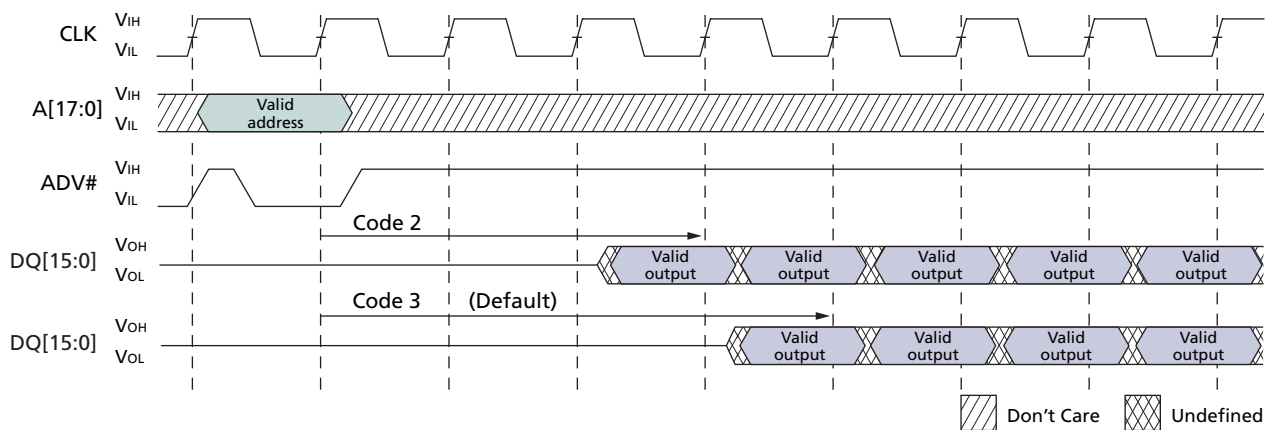 CLK
VIH
VIL
A[17:0]
VIH
VIL
Valid
address
ADV#
VIH
VIL
Code 2
DQ[15:0]
VOH
VOL
Valid
output
Valid
output
Valid
output
Valid
output
Valid
output
Code 3 (Default)
DQ[15:0]
VOH
VOL
Valid
output
Valid
output
Valid
output
Valid
output
Don't Care
Undefined